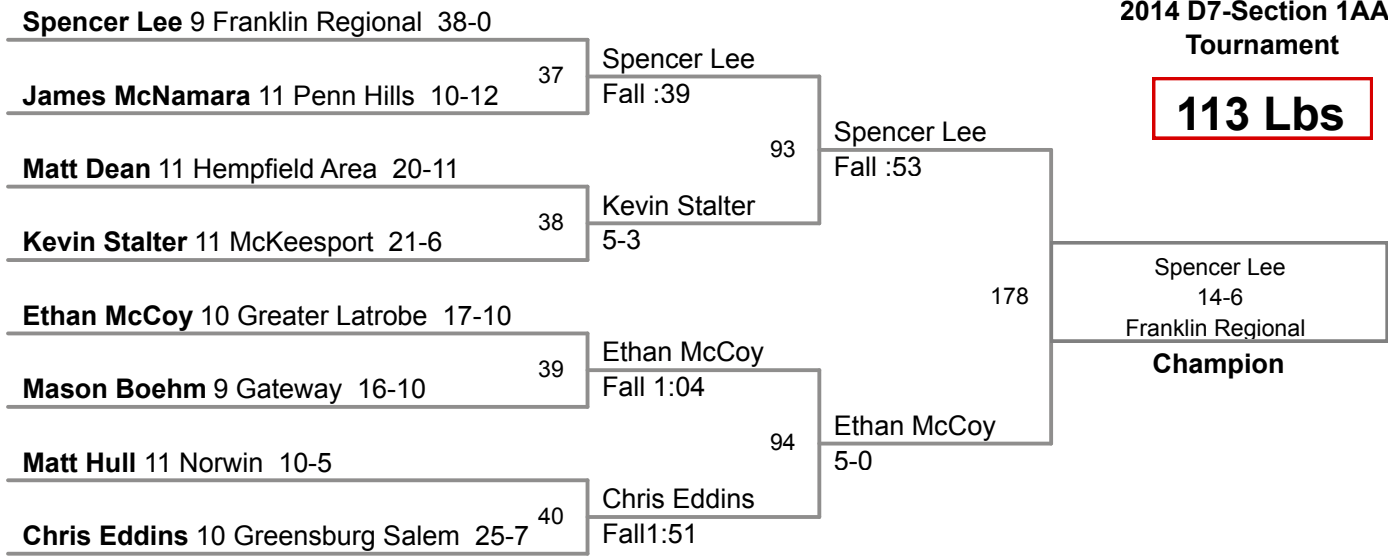 2014 D7-Section 1AA
Tournament
113 Lbs
Spencer Lee 9 Franklin Regional 38-0
37
James McNamara 11 Penn Hills 10-12
Spencer Lee
Fall :39
93
Matt Dean 11 Hempfield Area 20-11
38
Kevin Stalter 11 McKeesport 21-6
Kevin Stalter
5-3
Spencer Lee
Fall :53
178
Ethan McCoy 10 Greater Latrobe 17-10
39
Mason Boehm 9 Gateway 16-10
Ethan McCoy
Fall 1:04
94
Matt Hull 11 Norwin 10-5
40
Chris Eddins 10 Greensburg Salem 25-7
Chris Eddins
Fall1:51
Ethan McCoy
5-0
Spencer Lee
14-6
Franklin Regional
Champion